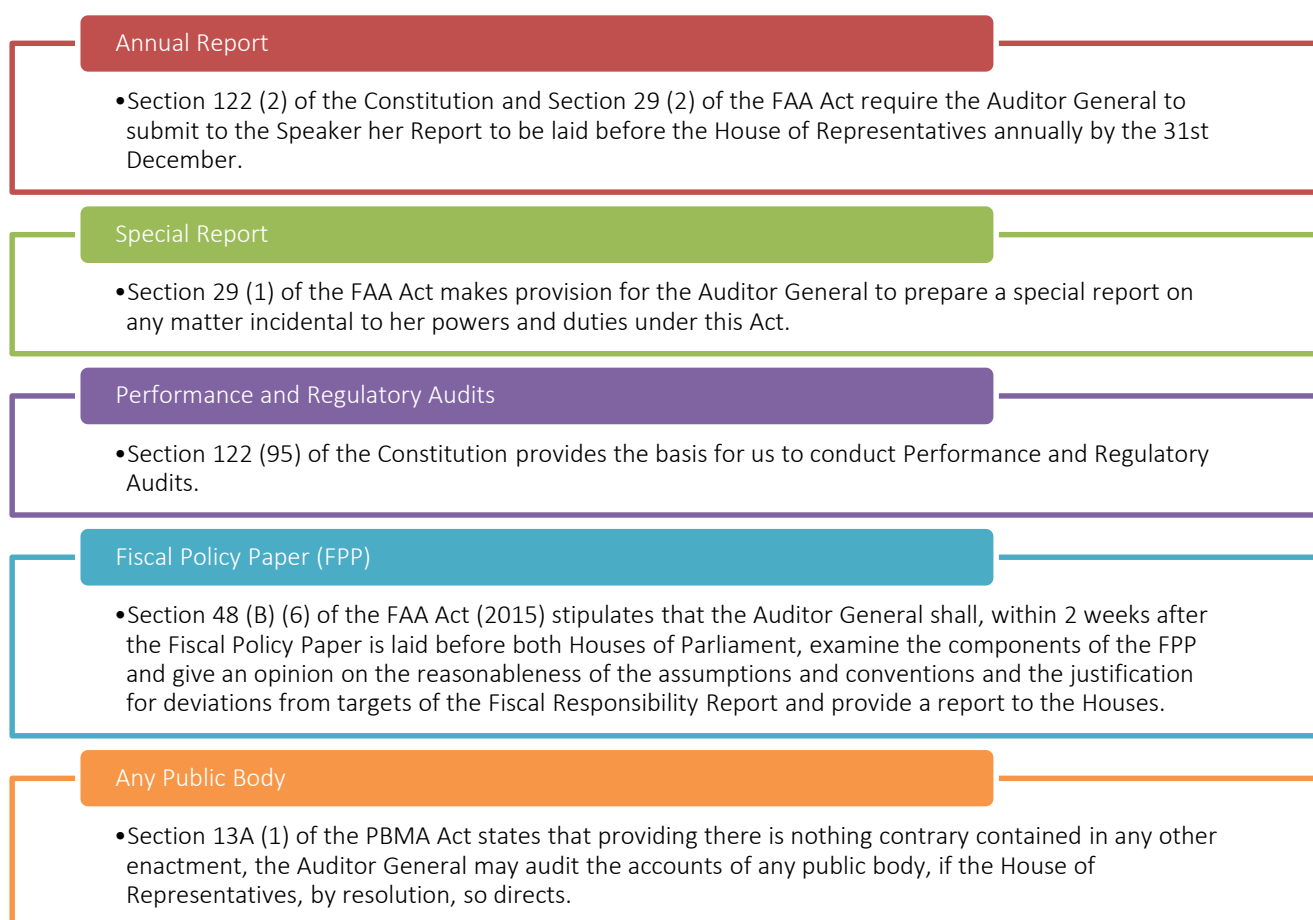 Annual Report
•Section 122 (2) of the Constitution and Section 29 (2) of the FAA Act require the Auditor General to
submit to the Speaker her Report to be laid before the House of Representatives annually by the 31st
December.
Special Report
•Section 29 (1) of the FAA Act makes provision for the Auditor General to prepare a special report on
any matter incidental to her powers and duties under this Act.
Performance and Regulatory Audits
•Section 122 (95) of the Constitution provides the basis for us to conduct Performance and Regulatory
Audits.
Fiscal Policy Paper (FPP)
•Section 48 (B) (6) of the FAA Act (2015) stipulates that the Auditor General shall, within 2 weeks after
the Fiscal Policy Paper is laid before both Houses of Parliament, examine the components of the FPP
and give an opinion on the reasonableness of the assumptions and conventions and the justification
for deviations from targets of the Fiscal Responsibility Report and provide a report to the Houses.
Any Public Body
•Section 13A (1) of the PBMA Act states that providing there is nothing contrary contained in any other
enactment, the Auditor General may audit the accounts of any public body, if the House of
Representatives, by resolution, so directs.